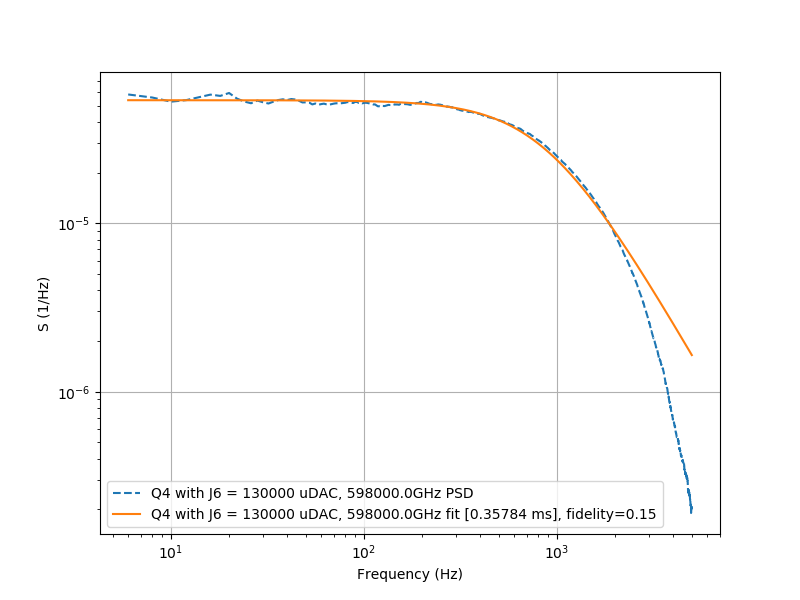 10⁻⁵
10⁻⁶
S (1/Hz)
Q4 with J6 = 130000 uDAC, 598000.0GHz PSD
Q4 with J6 = 130000 uDAC, 598000.0GHz fit [0.35784 ms], fidelity=0.15
10¹ 10² 10³
Frequency (Hz)